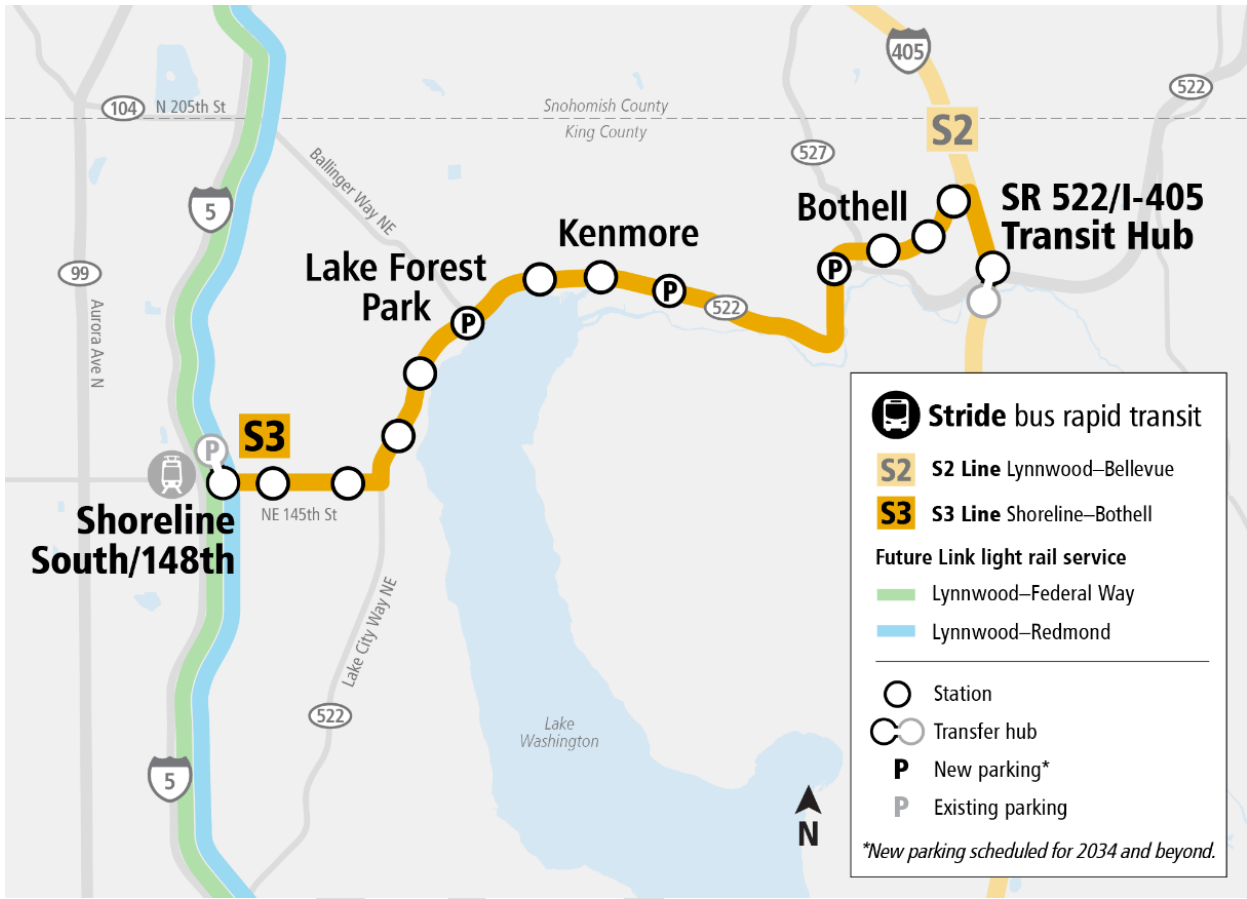 405
522
104
N 205th St
Snohomish County
King County
S2
527
Ballinger Way NE
5
Bothell
SR 522/I-405
Transit Hub
Kenmore
99
Lake Forest
Park
P
P
P
522
Aurora Ave N
S3
P
Shoreline
South/148th
NE 145th St
Lake City Way NE
522
Lake
Washington
5
N
Stride bus rapid transit
S2 S2 Line Lynnwood–Bellevue
S3 S3 Line Shoreline–Bothell
Future Link light rail service
Lynnwood–Federal Way
Lynnwood–Redmond
Station
Transfer hub
P New parking*
P Existing parking
*New parking scheduled for 2034 and beyond.